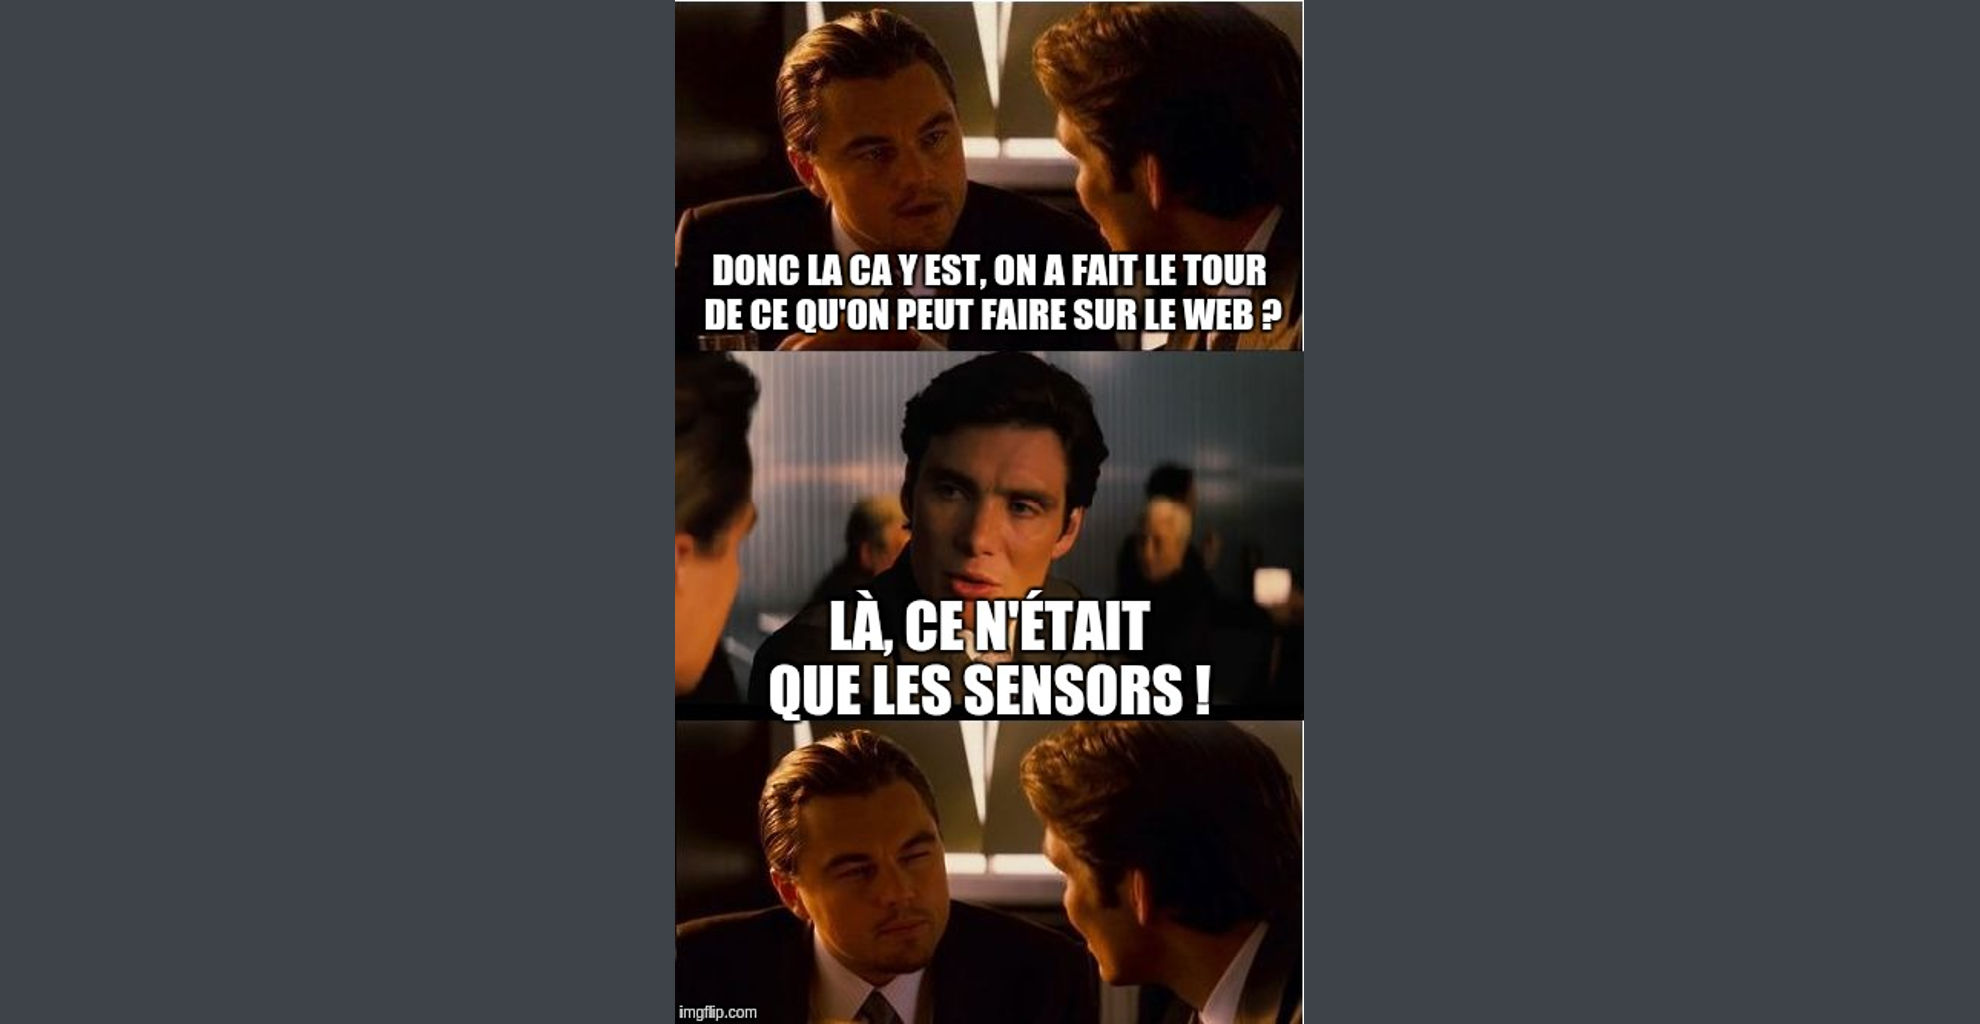 DONC LA CA Y EST, ON A FAIT LE TOUR
DE CE QU'ON PEUT FAIRE SUR LE WEB ?
LÀ, CE N'ÉTAIT
QUE LES SENSORS !
imgflip.com